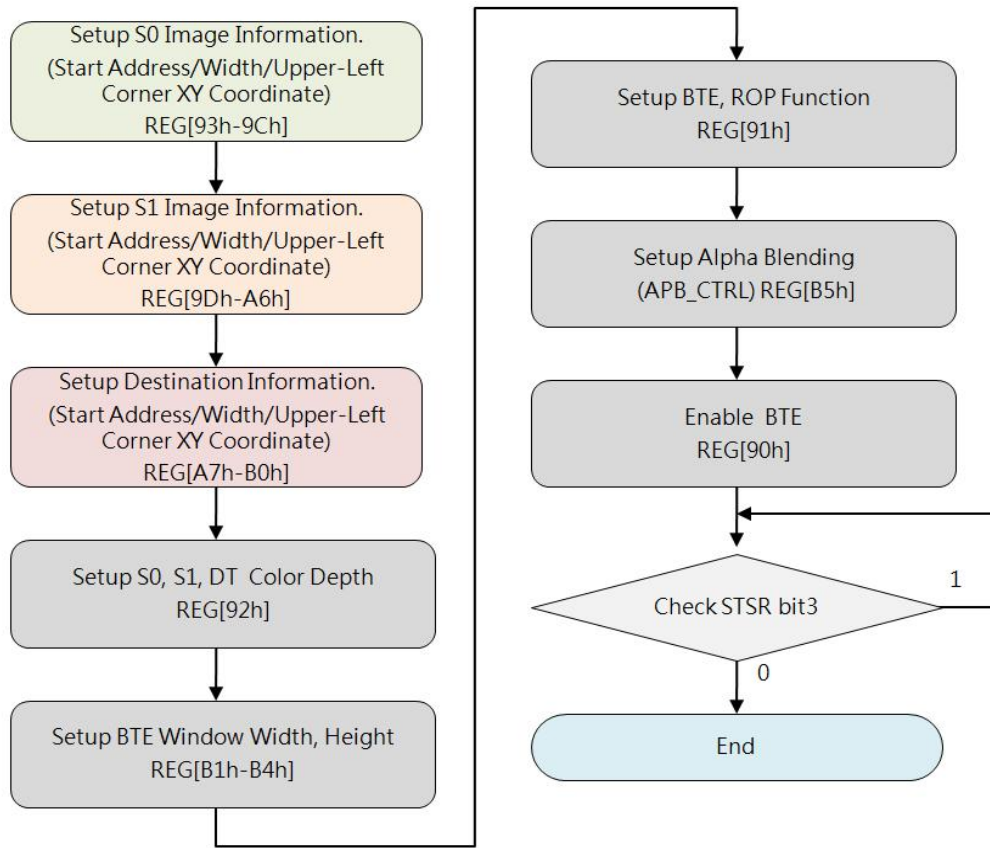 Setup S0 Image Information.
(Start Address/Width/Upper-Left
Corner XY Coordinate)
REG[93h-9Ch]
Setup S1 Image Information.
(Start Address/Width/Upper-Left
Corner XY Coordinate)
REG[9Dh-A6h]
Setup Destination Information.
(Start Address/Width/Upper-Left
Corner XY Coordinate)
REG[A7h-B0h]
Setup S0, S1, DT Color Depth
REG[92h]
Setup BTE Window Width, Height
REG[B1h-B4h]
Setup BTE, ROP Function
REG[91h]
Setup Alpha Blending
(APB_CTRL) REG[B5h]
Enable BTE
REG[90h]
Check STSR bit3
1
0
End